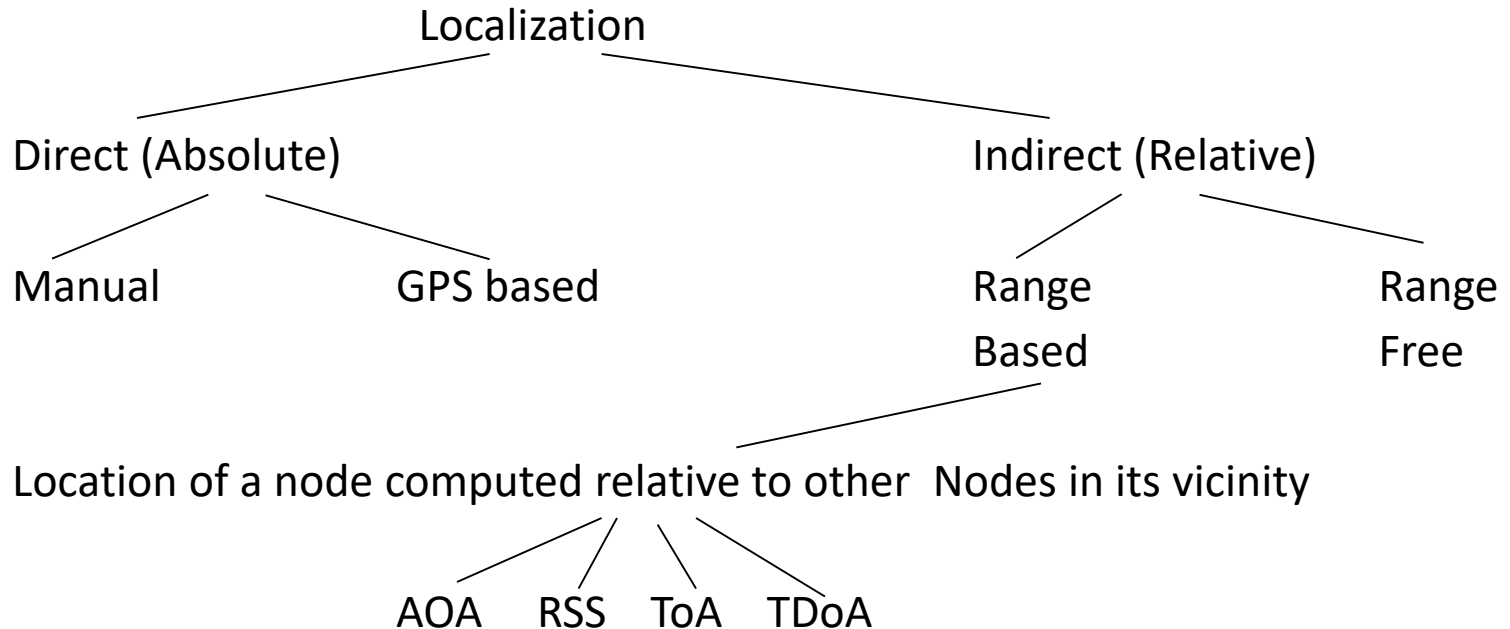 Localization
Direct (Absolute)
Indirect (Relative)
Manual
GPS based
Range
Based
Range
Free
Location of a node computed relative to other  Nodes in its vicinity
AOA
RSS
ToA
TDoA